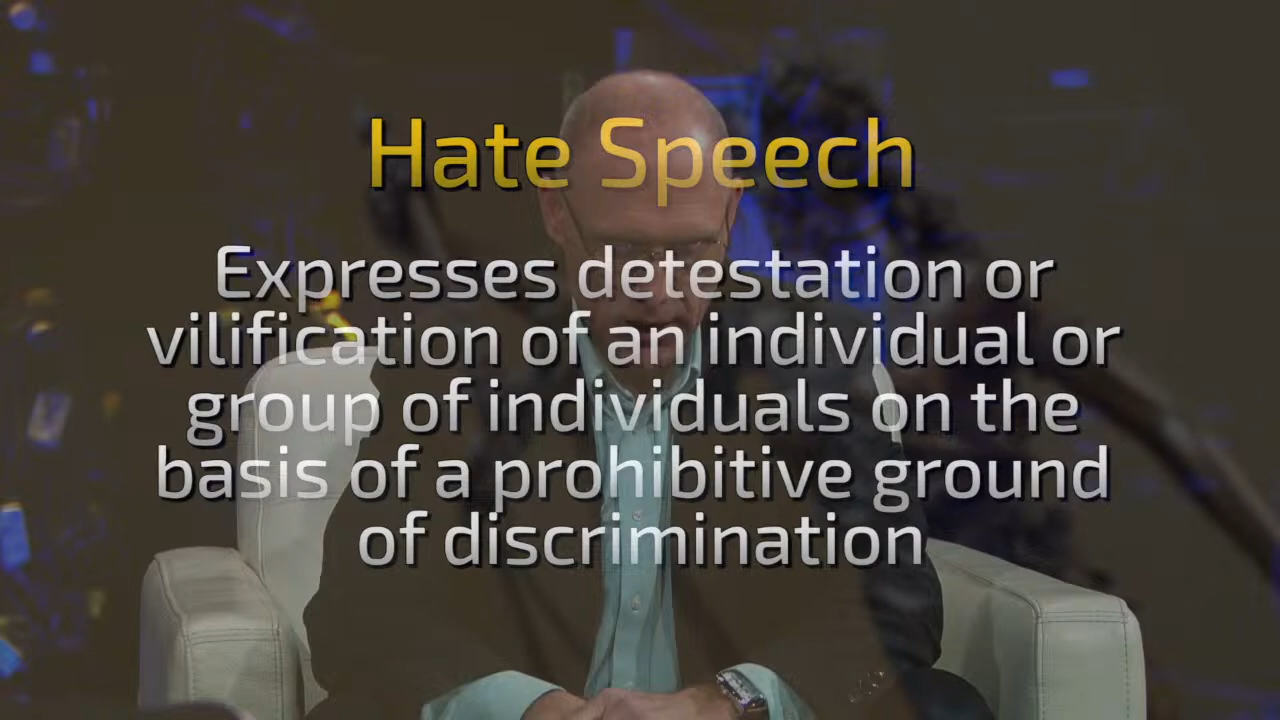 Hate Speech
Expresses detestation or
vilification of an individual or
group of individuals on the
basis of a prohibitive ground
of discrimination